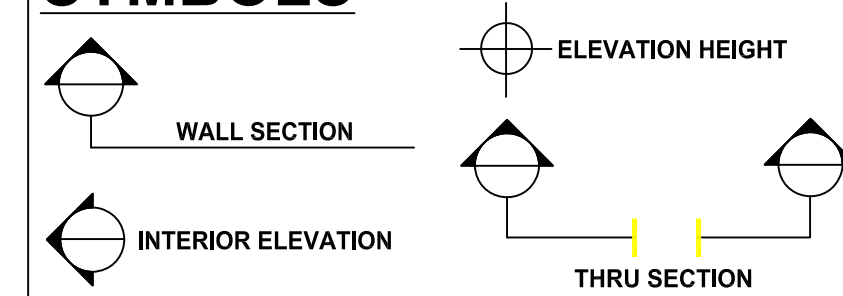 SYMBOLS
ELEVATION HEIGHT
WALL SECTION
INTERIOR ELEVATION
THRU SECTION